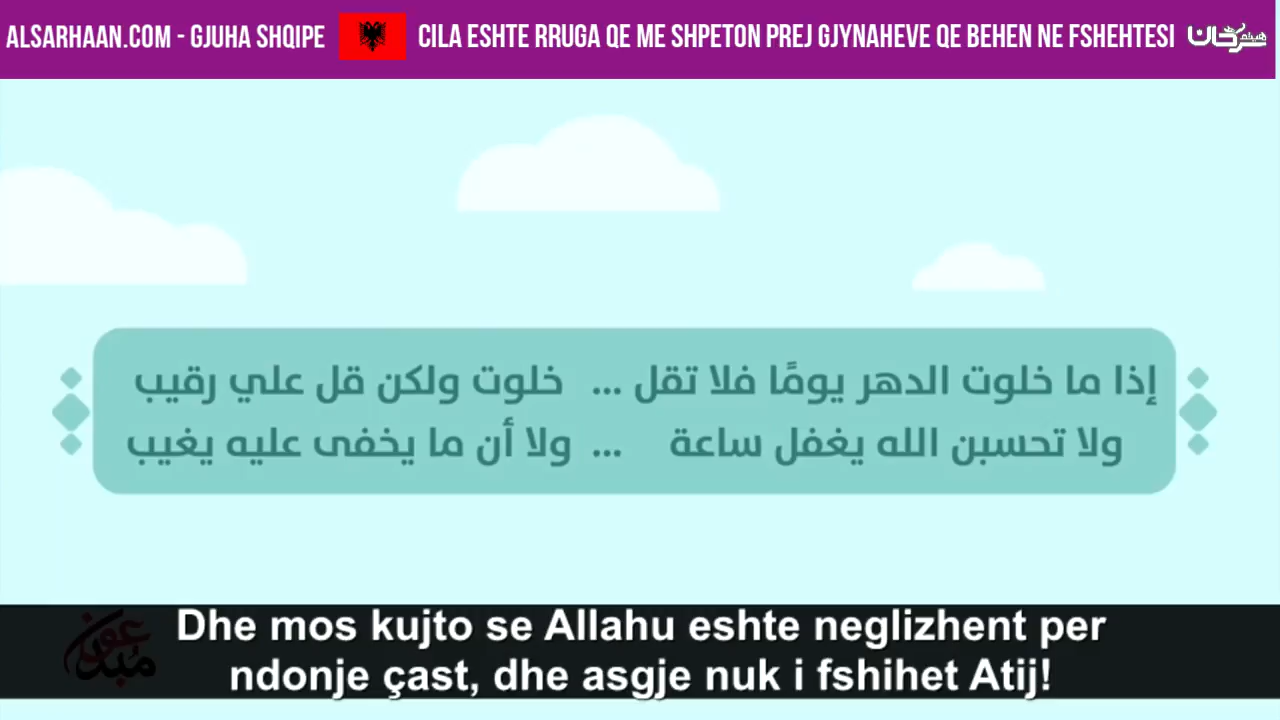 ALSARHAAN.COM - GJUHA SHQIPE CILA ESHTE RRUGA QE ME SHPETON PREJ GJYNAHEVE QE BEHEN NE FSHEHTESI
إذا ما خلوت الدهر يومًا فلا تقل ... خلوت ولكن قل علي رقيب
ولا تحسبن الله يغفل ساعة ... ولا أن ما يخفى عليه يغيب
Dhe mos kujto se Allahu eshte neglizhent per
ndonje çast, dhe asgje nuk i fshihet Atij!